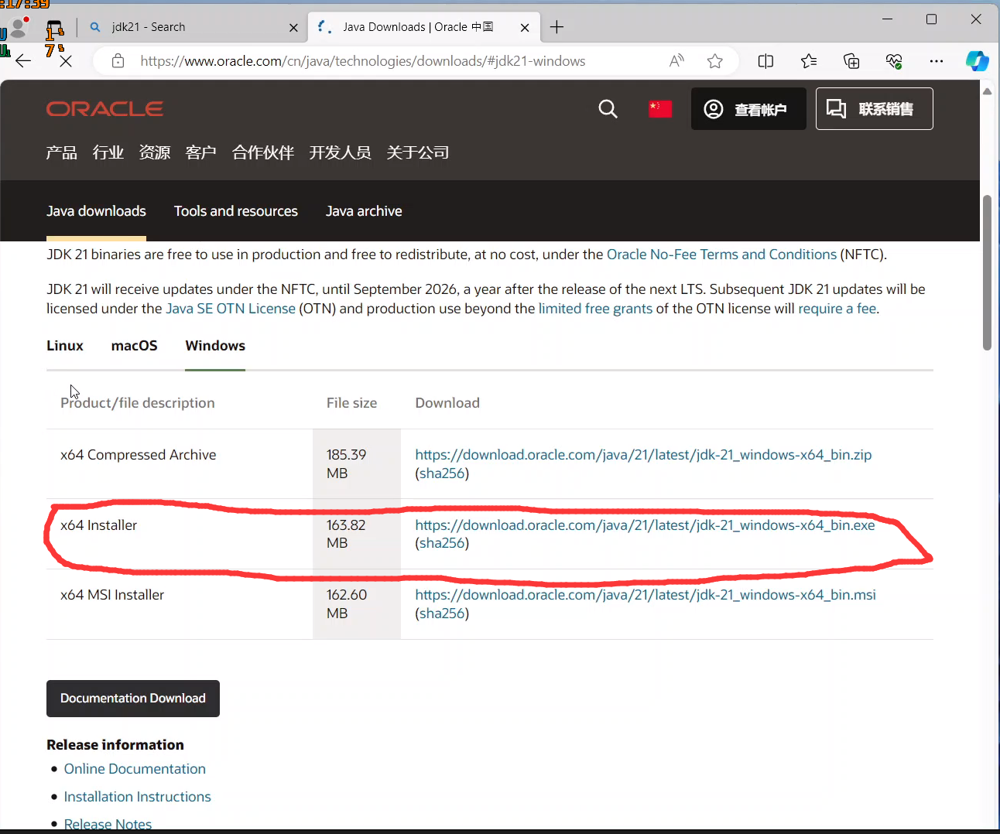 :17:39
jdk21 - Search
Java Downloads | Oracle 中国
https://www.oracle.com/cn/java/technologies/downloads/#jdk21-windows
ORACLE
查看帐户
联系销售
产品 行业 资源 客户 合作伙伴 开发人员 关于公司
Java downloads Tools and resources Java archive
JDK 21 binaries are free to use in production and free to redistribute, at no cost, under the Oracle No-Fee Terms and Conditions (NFTC).
JDK 21 will receive updates under the NFTC, until September 2026, a year after the release of the next LTS. Subsequent JDK 21 updates will be
licensed under the Java SE OTN License (OTN) and production use beyond the limited free grants of the OTN license will require a fee.
Linux macOS Windows
Product/file description File size Download
x64 Compressed Archive 185.39 MB https://download.oracle.com/java/21/latest/jdk-21_windows-x64_bin.zip
(sha256)
x64 Installer 163.82 MB https://download.oracle.com/java/21/latest/jdk-21_windows-x64_bin.exe
(sha256)
x64 MSI Installer 162.60 MB https://download.oracle.com/java/21/latest/jdk-21_windows-x64_bin.msi
(sha256)
Documentation Download
Release information
Online Documentation
Installation Instructions
Release Notes